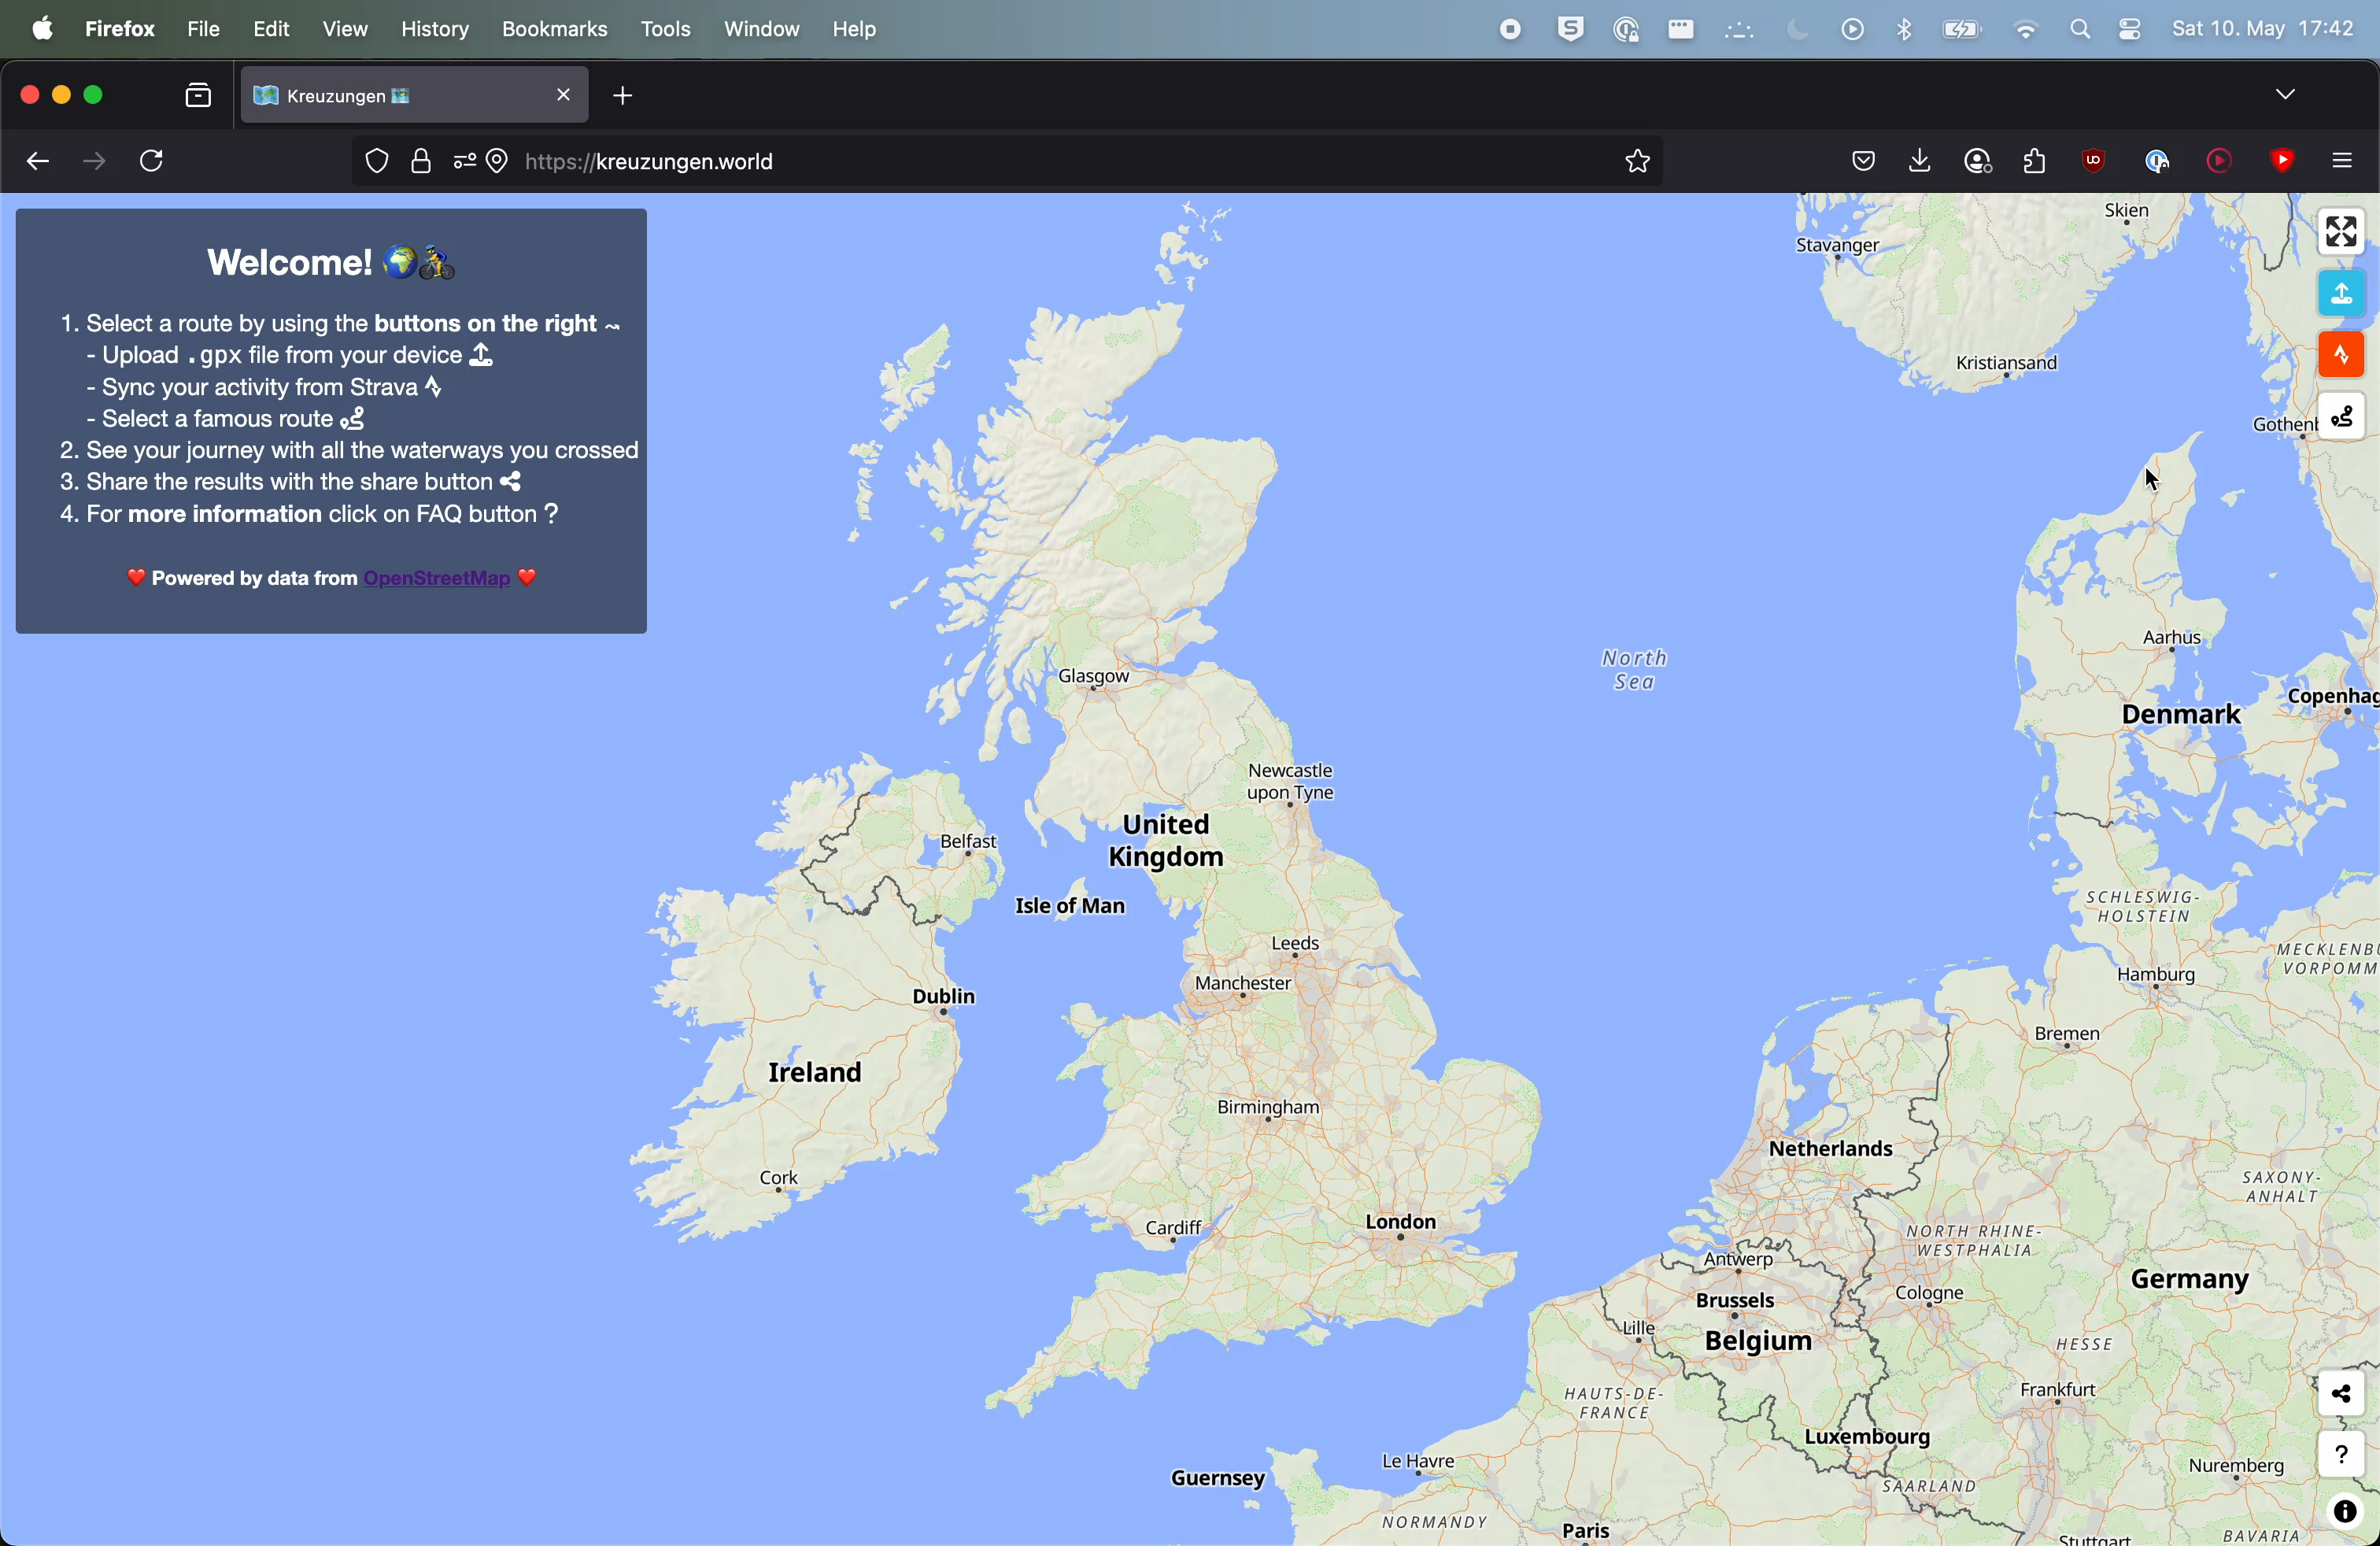 Firefox File Edit View History Bookmarks Tools Window Help Sat 10. May 17:42
Kreuzungen
https://kreuzungen.world
Welcome!
1. Select a route by using the buttons on the right ⤳
- Upload .gpx file from your device
- Sync your activity from Strava
- Select a famous route
2. See your journey with all the waterways you crossed
3. Share the results with the share button
4. For more information click on FAQ button ?
Powered by data from OpenStreetMap
Skien
Stavanger
Kristiansand
Gothenb
North
Sea
Aarhus
Glasgow
Copenhag
Denmark
Newcastle
upon Tyne
United
Kingdom
Belfast
Isle of Man
SCHLESWIG-
HOLSTEIN
Leeds
MECKLENBU
VORPOMM
Manchester
Hamburg
Dublin
Bremen
Ireland
Birmingham
Netherlands
Cork
SAXONY-
ANHALT
Cardiff
London
NORTH RHINE-
WESTPHALIA
Antwerp
Germany
Cologne
Brussels
Lille
Belgium
HESSE
HAUTS-DE-
FRANCE
Frankfurt
Luxembourg
Le Havre
?
Nuremberg
Guernsey
SAARLAND
NORMANDY
Paris
Stuttgart
BAVARIA